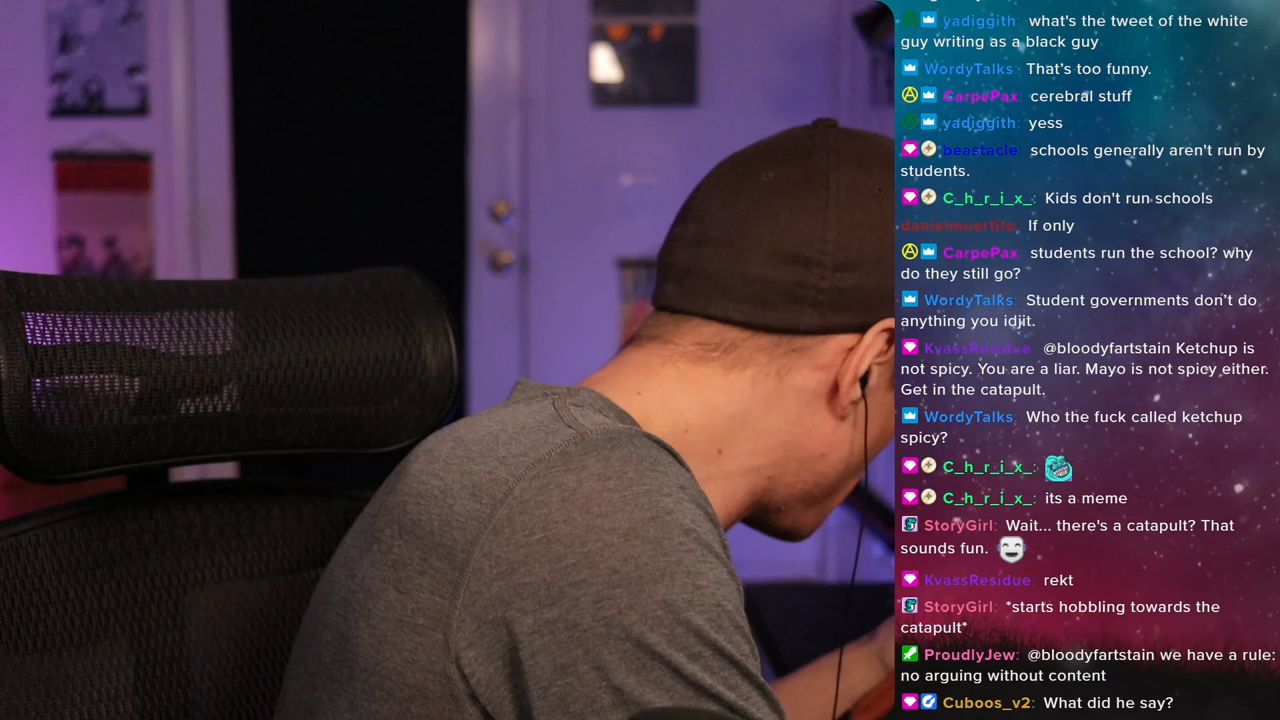 yadiggith: what's the tweet of the white
guy writing as a black guy
WordyTalks: That's too funny.
CarpePax: cerebral stuff
yadiggith: yess
beastacle: schools generally aren't run by
students.
C_h_r_i_x_: Kids don't run schools
danielmuertito: If only
CarpePax: students run the school? why
do they still go?
WordyTalks: Student governments don't do
anything you idjit.
KvassResidue: @bloodyfartstain Ketchup is
not spicy. You are a liar. Mayo is not spicy either.
Get in the catapult.
WordyTalks: Who the fuck called ketchup
spicy?
C_h_r_i_x_:
C_h_r_i_x_: its a meme
StoryGirl: Wait... there's a catapult? That
sounds fun.
KvassResidue: rekt
StoryGirl: *starts hobbling towards the
catapult*
ProudlyJew: @bloodyfartstain we have a rule:
no arguing without content
Cuboos_v2: What did he say?